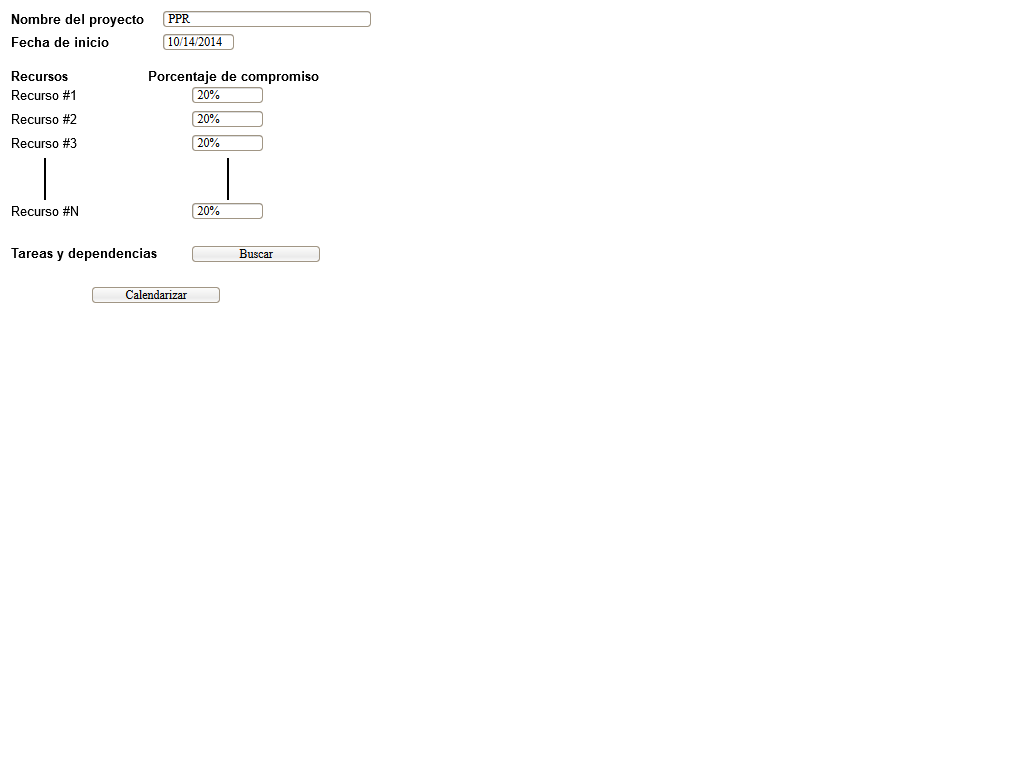 Nombre del proyecto PPR
Fecha de inicio 10/14/2014
Recursos Porcentaje de compromiso
Recurso #1 20%
Recurso #2 20%
Recurso #3 20%
Recurso #N 20%
Tareas y dependencias Buscar
Calendarizar